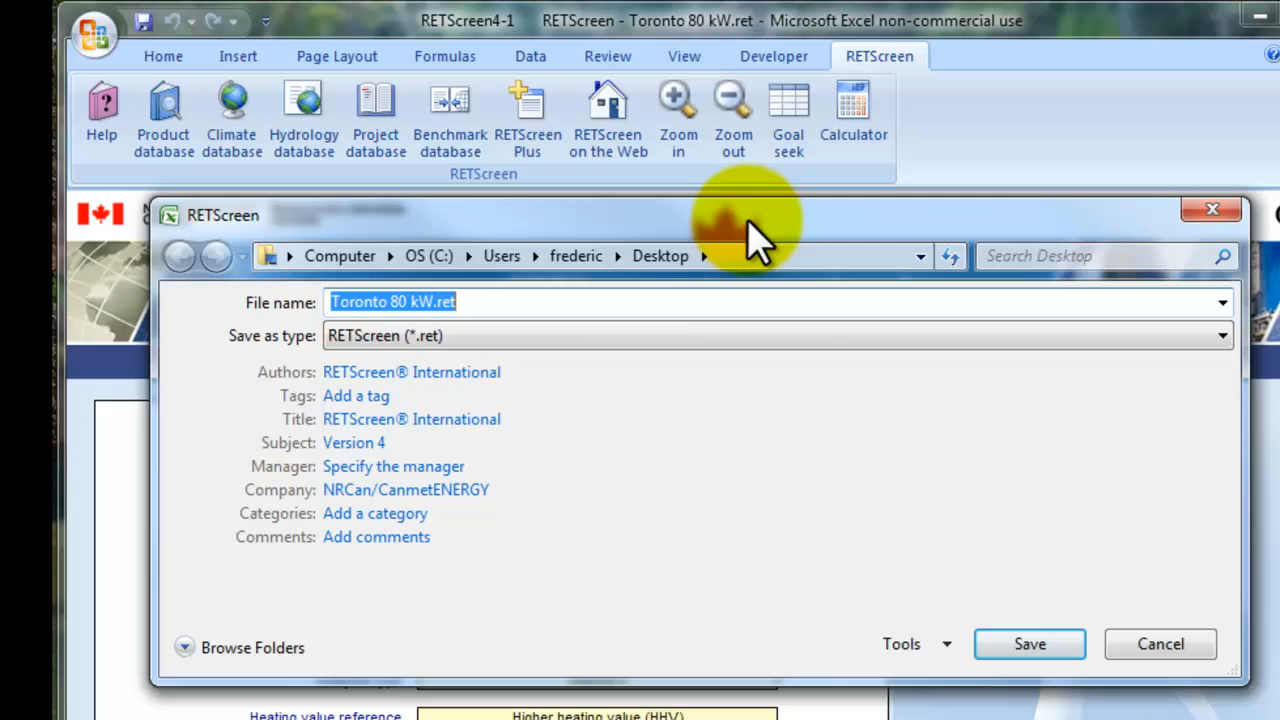 RETScreen4-1 RETScreen - Toronto 80 kW.ret - Microsoft Excel non-commercial use
Home Insert Page Layout Formulas Data Review View Developer RETScreen
Help Product database Climate database Hydrology database Project database Benchmark database RETScreen Plus RETScreen on the Web Zoom in Zoom out Goal seek Calculator
RETScreen
RETScreen
Computer OS (C:) Users frederic Desktop Search Desktop
File name: Toronto 80 kW.ret
Save as type: RETScreen (*.ret)
Authors: RETScreen® International
Tags: Add a tag
Title: RETScreen® International
Subject: Version 4
Manager: Specify the manager
Company: NRCan/CanmetENERGY
Categories: Add a category
Comments: Add comments
Browse Folders Tools Save Cancel
Heating value reference Higher heating value (HHV)